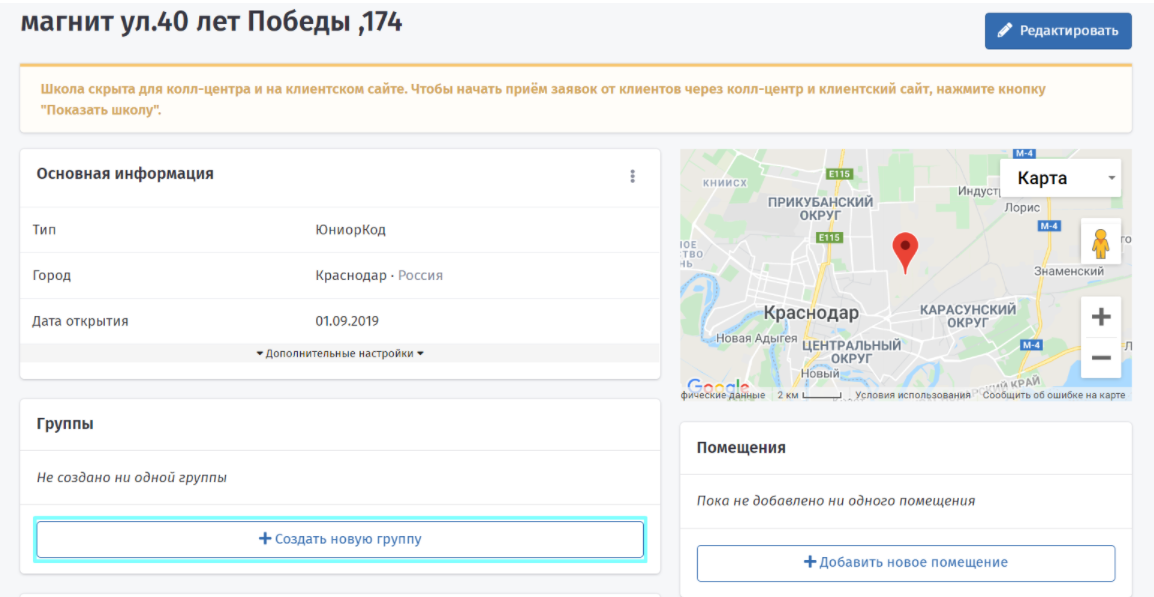 магнит ул.40 лет Победы ,174
Редактировать
Школа скрыта для колл-центра и на клиентском сайте. Чтобы начать приём заявок от клиентов через колл-центр и клиентский сайт, нажмите кнопку
"Показать школу".
Основная информация
Тип ЮниорКод
Город Краснодар · Россия
Дата открытия 01.09.2019
Дополнительные настройки
Группы
Не создано ни одной группы
+ Создать новую группу
М-4
Карта
КНИИСХ
Е115
Индуст
ПРИКУБАНСКИЙ
ОКРУГ
Лорис
Е115
М-4
Знаменский
Краснодар
КАРАСУНСКИЙ
ОКРУГ
Новая Адыгея
ЦЕНТРАЛЬНЫЙ
ОКРУГ
М-4
Новый
Google
КРАЙ
фические данные 2 км Условия использования Сообщить об ошибке на карте
Помещения
Пока не добавлено ни одного помещения
+ Добавить новое помещение